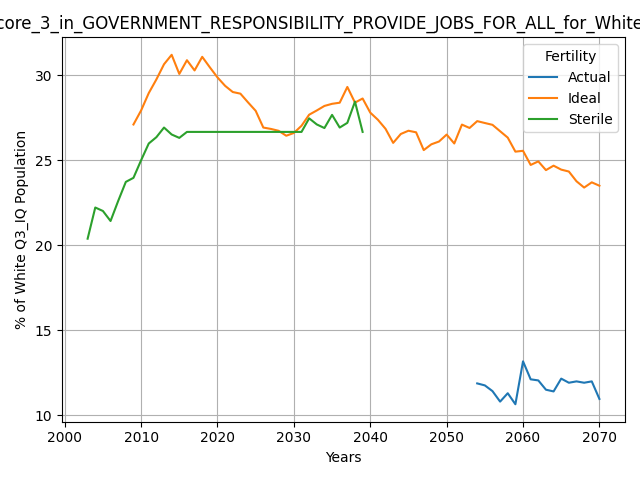 core_3_in_GOVERNMENT_RESPONSIBILITY_PROVIDE_JOBS_FOR_ALL_for_White
Fertility
Actual
Ideal
Sterile
% of White Q3_IQ Population
30
25
20
15
10
2000 2010 2020 2030 2040 2050 2060 2070
Years